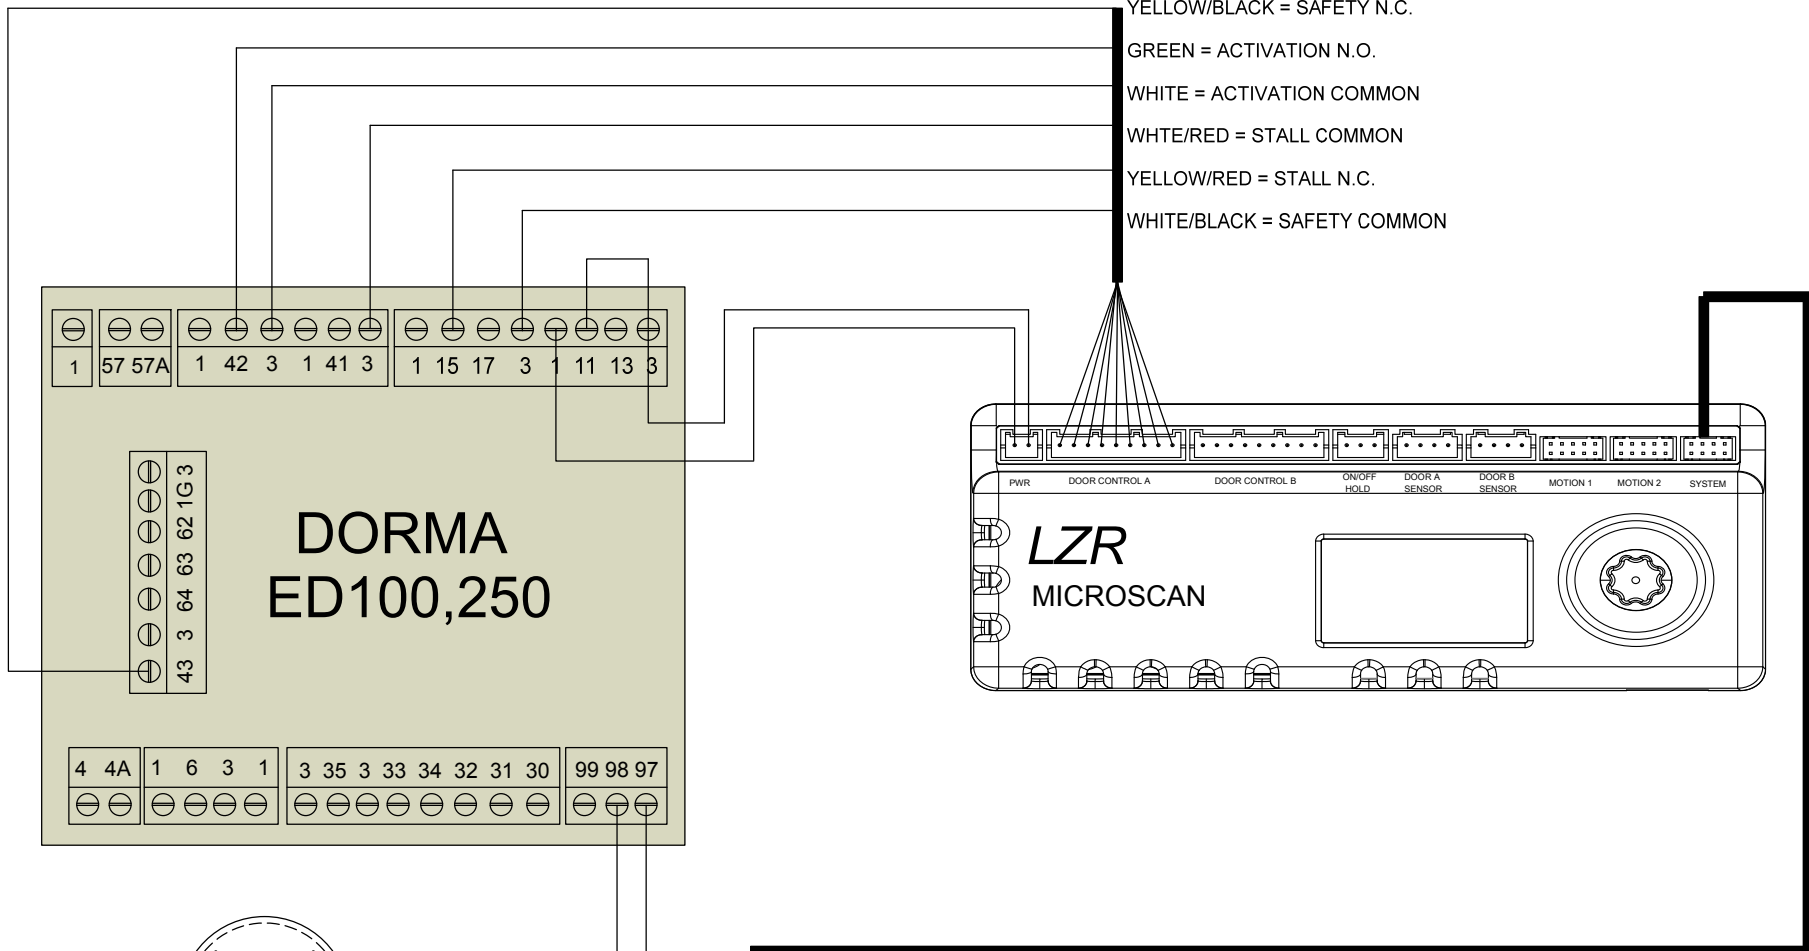 YELLOW/BLACK = SAFETY N.C.
GREEN = ACTIVATION N.O.
WHITE = ACTIVATION COMMON
WHTE/RED = STALL COMMON
YELLOW/RED = STALL N.C.
WHITE/BLACK = SAFETY COMMON
1 57 57A 1 42 3 1 41 3 1 15 17 3 1 11 13 3
3
1G
62
63
64
3
43
DORMA
ED100,250
4 4A 1 6 3 1 3 35 3 33 34 32 31 30 99 98 97
PWR DOOR CONTROL A DOOR CONTROL B ON/OFF HOLD DOOR A SENSOR DOOR B SENSOR MOTION 1 MOTION 2 SYSTEM
LZR
MICROSCAN